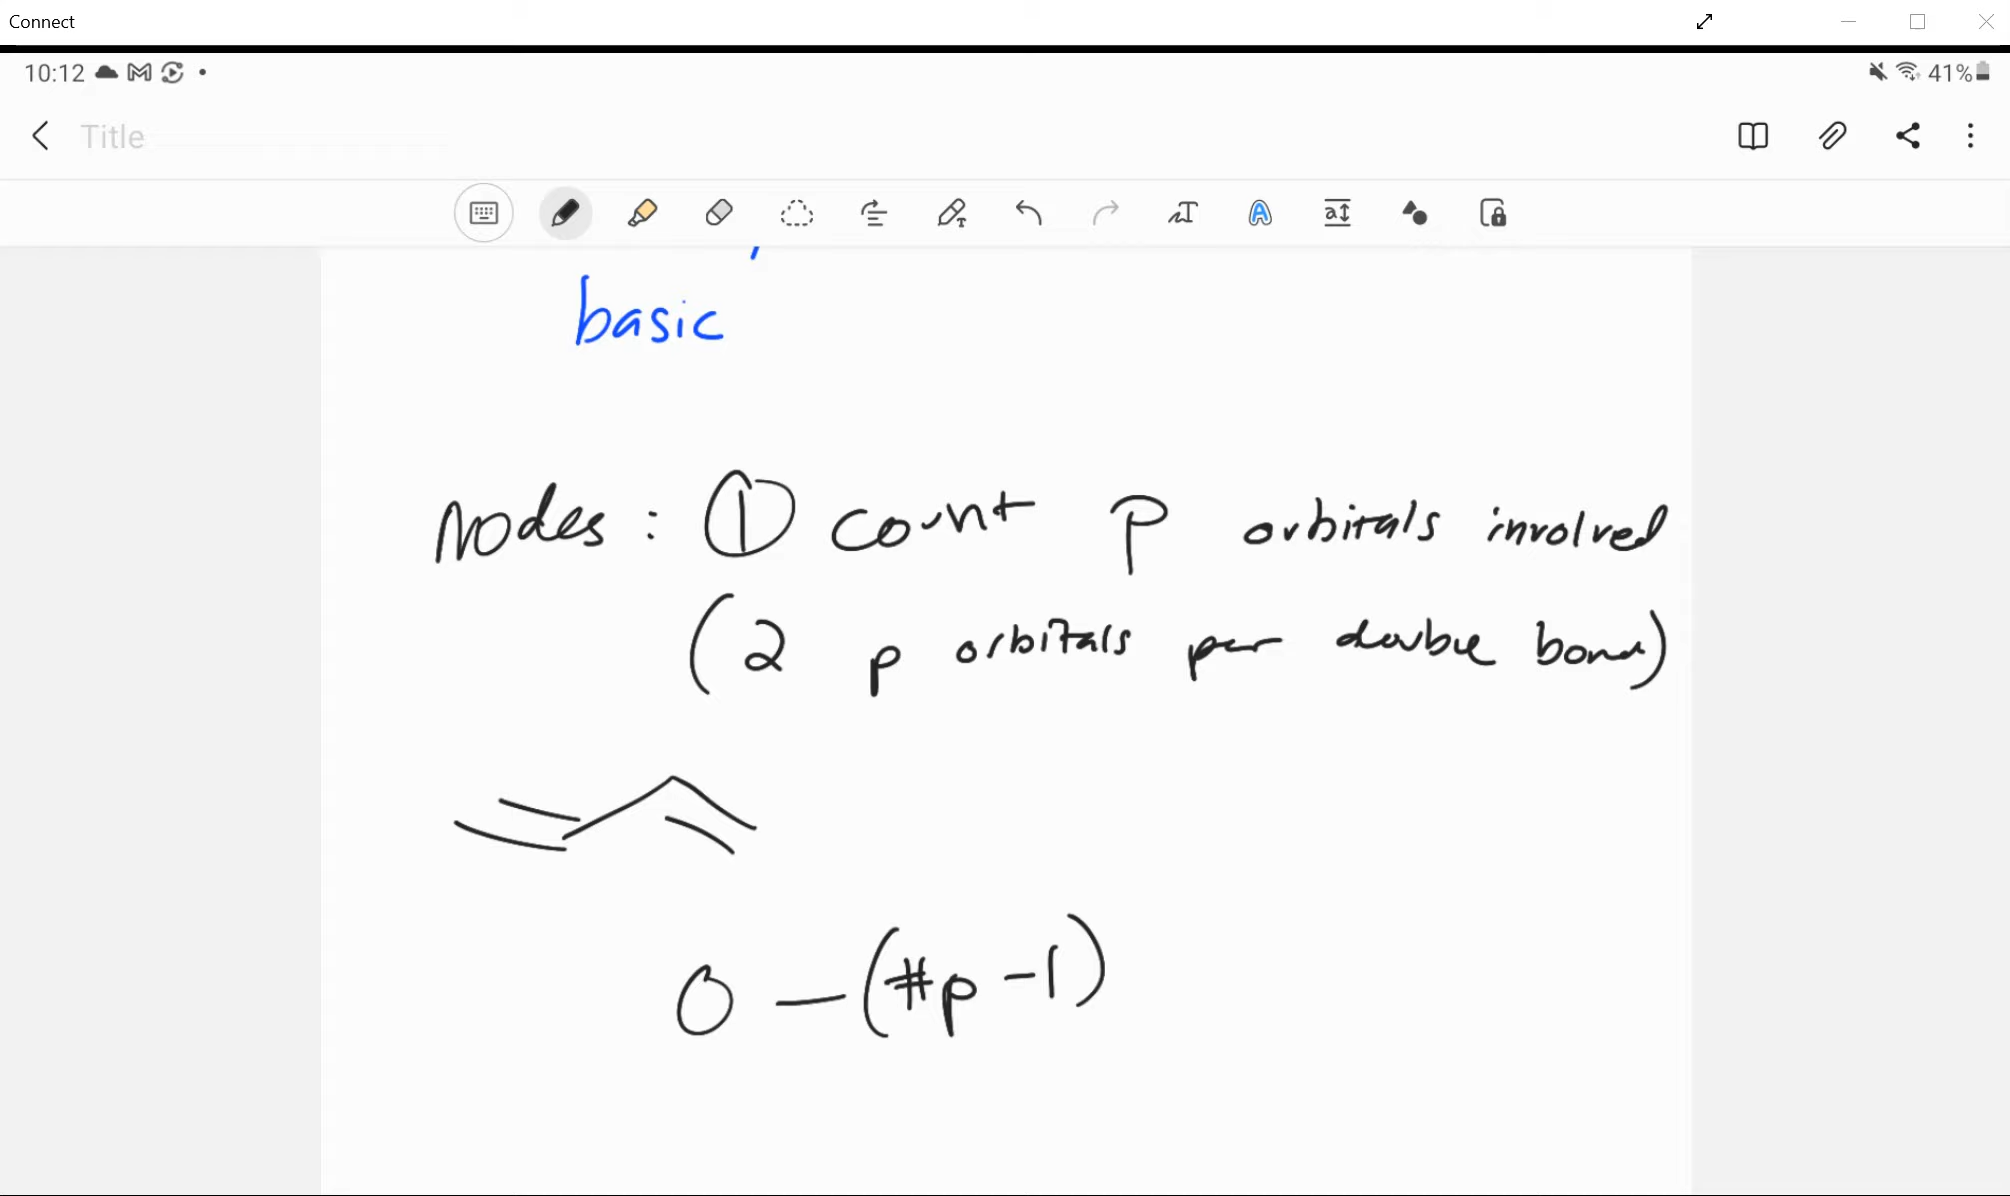 Connect
10:12
41%
Title
basic
Nodes: ① count p orbitals involved
(2 p orbitals per double bond)
0 – (#p - 1)